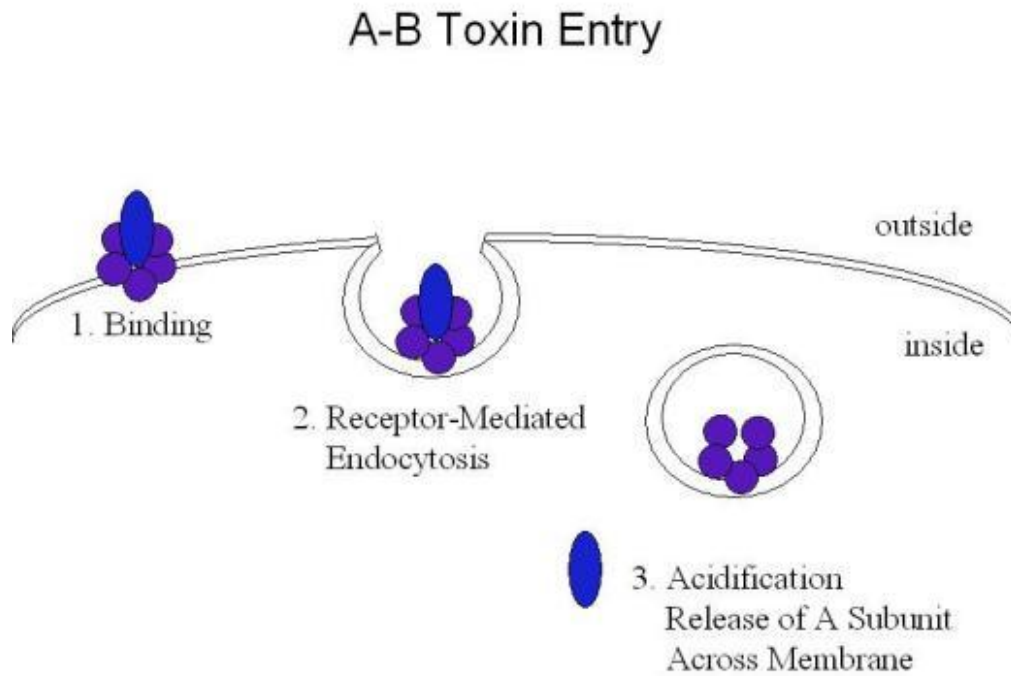 A-B Toxin Entry
outside
1. Binding
inside
2. Receptor-Mediated
Endocytosis
3. Acidification
Release of A Subunit
Across Membrane